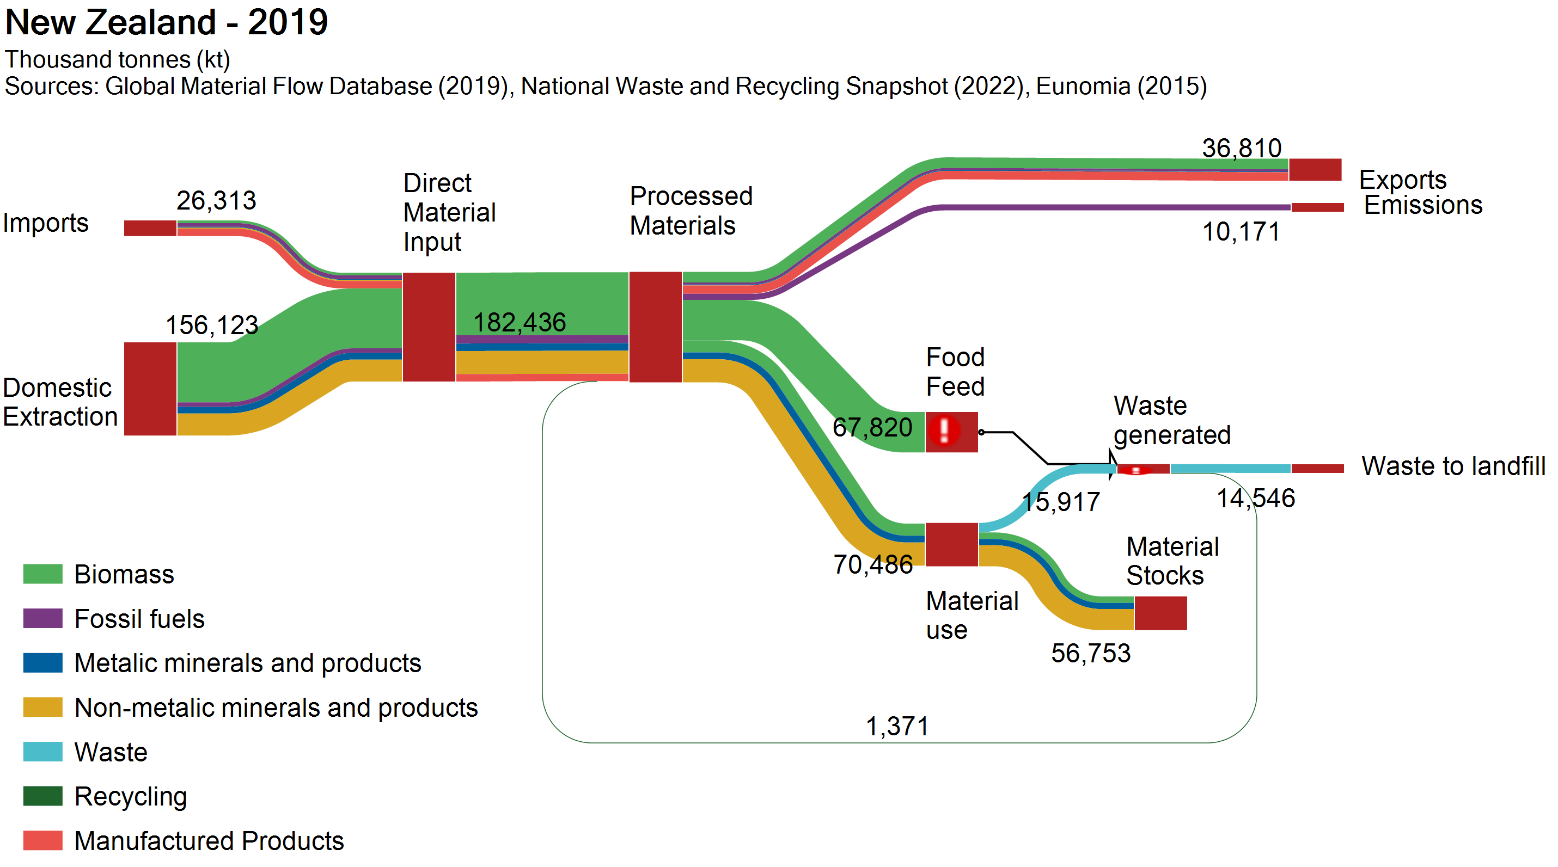 New Zealand - 2019
Thousand tonnes (kt)
Sources: Global Material Flow Database (2019), National Waste and Recycling Snapshot (2022), Eunomia (2015)
Imports
26,313
Direct
Material
Input
Processed
Materials
36,810
Exports
Emissions
10,171
Domestic
Extraction
156,123
182,436
Food
Feed
67,820
Waste
generated
15,917
14,546
Waste to landfill
70,486
Material
use
Material
Stocks
56,753
1,371
Biomass
Fossil fuels
Metalic minerals and products
Non-metalic minerals and products
Waste
Recycling
Manufactured Products